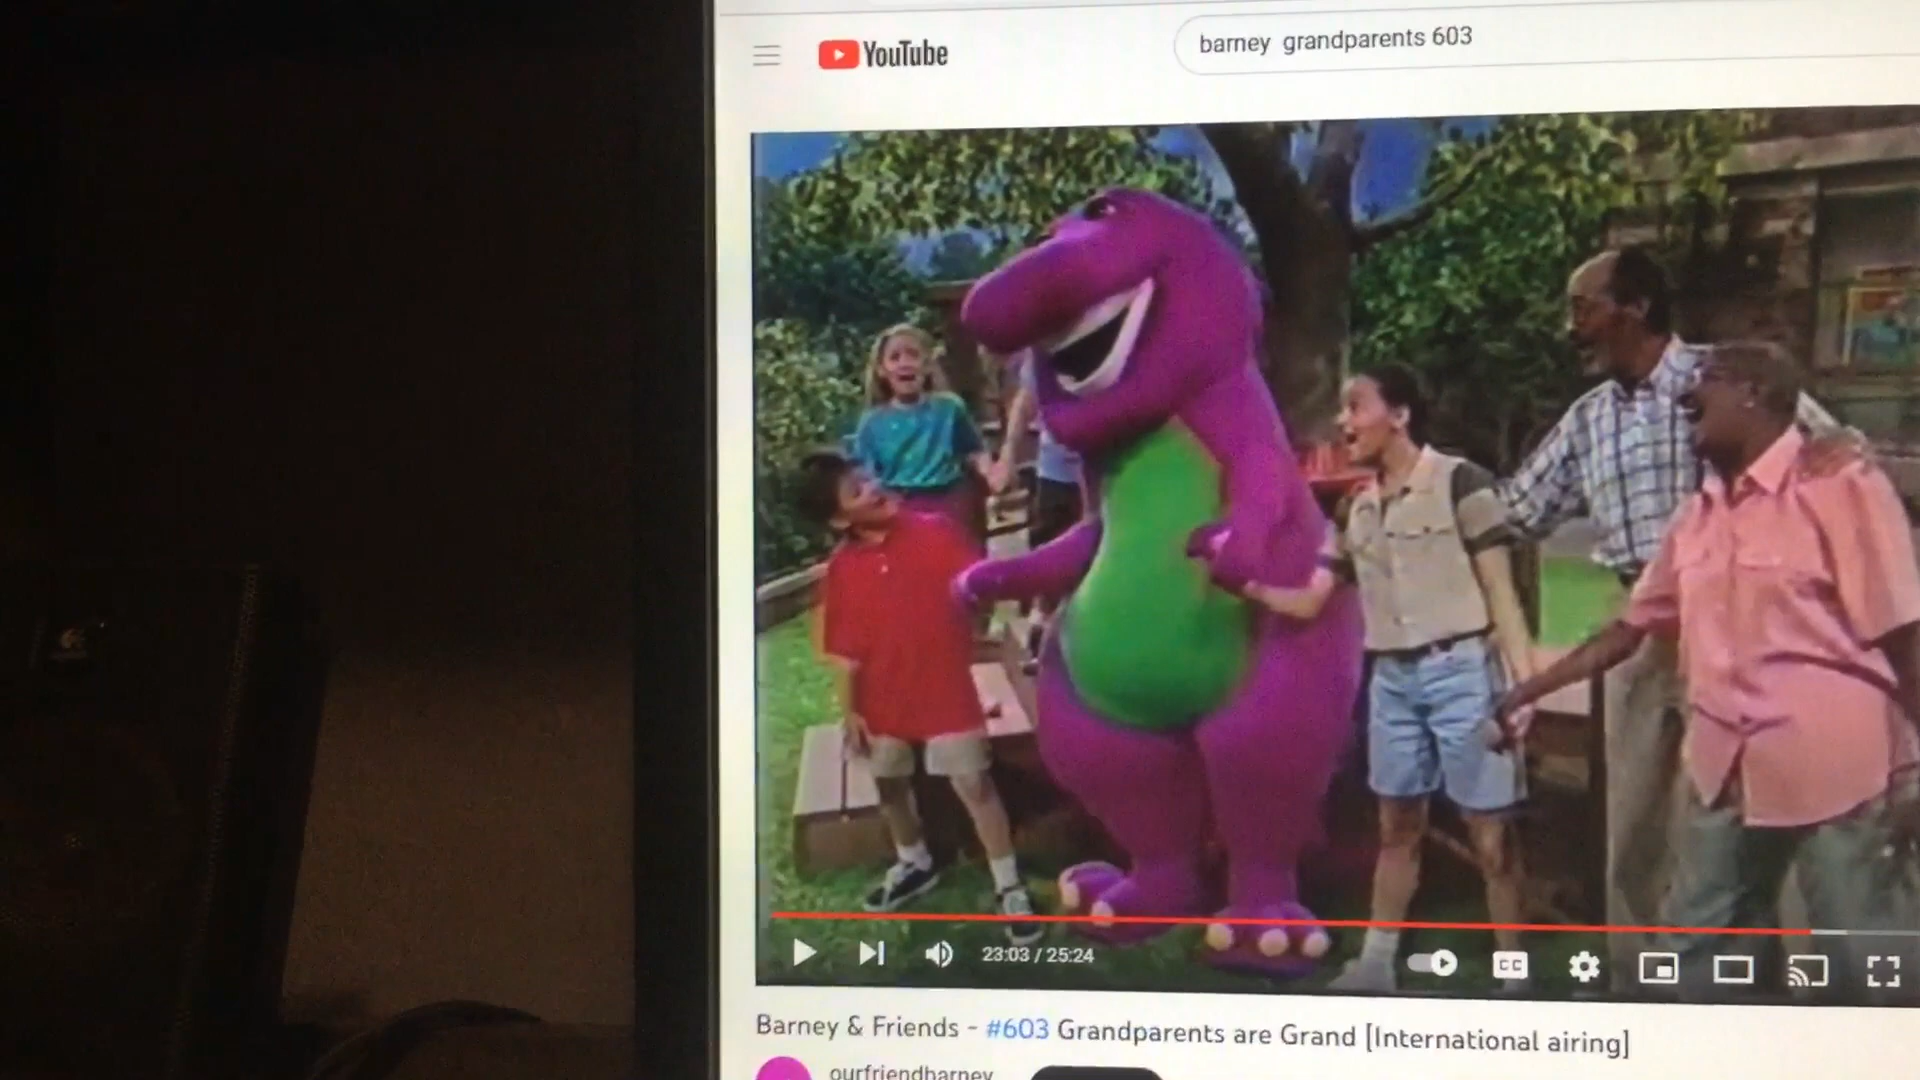 YouTube
barney grandparents 603
23:03 / 25:24
CC
Barney & Friends - #603 Grandparents are Grand [International airing]
ourfriendbarney